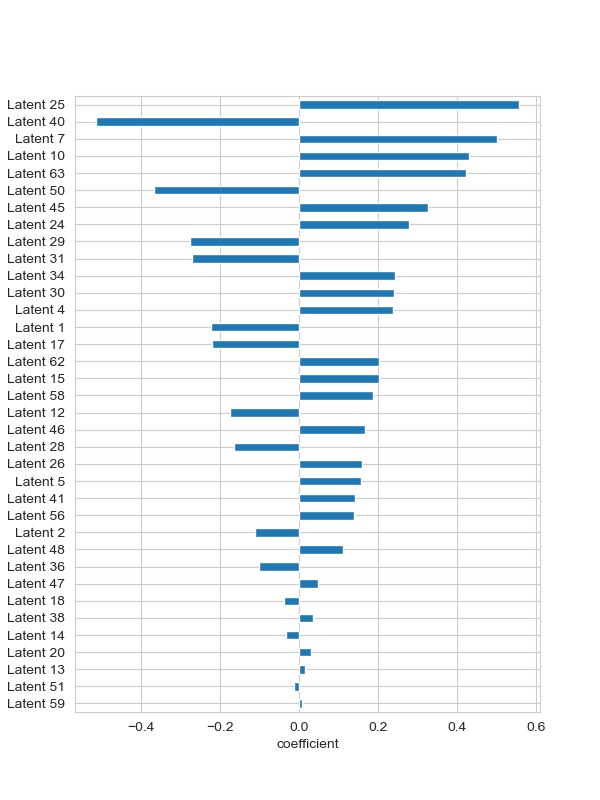 Latent 25
Latent 40
Latent 7
Latent 10
Latent 63
Latent 50
Latent 45
Latent 24
Latent 29
Latent 31
Latent 34
Latent 30
Latent 4
Latent 1
Latent 17
Latent 62
Latent 15
Latent 58
Latent 12
Latent 46
Latent 28
Latent 26
Latent 5
Latent 41
Latent 56
Latent 2
Latent 48
Latent 36
Latent 47
Latent 18
Latent 38
Latent 14
Latent 20
Latent 13
Latent 51
Latent 59
−0.4 −0.2 0.0 0.2 0.4 0.6
coefficient